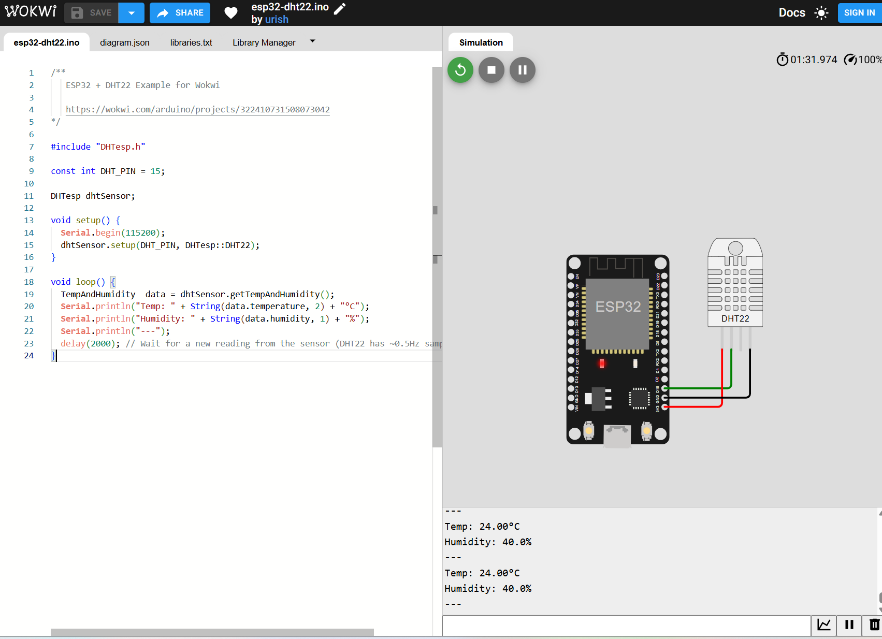 WOKWi
SAVE
SHARE
esp32-dht22.ino
by urish
Docs
SIGN IN
esp32-dht22.ino
diagram.json
libraries.txt
Library Manager
Simulation
01:31.974
100%
1 /**
2 ESP32 + DHT22 Example for Wokwi
3
4 https://wokwi.com/arduino/projects/322410731508073042
5 */
6
7 #include "DHTesp.h"
8
9 const int DHT_PIN = 15;
10
11 DHTesp dhtSensor;
12
13 void setup() {
14 Serial.begin(115200);
15 dhtSensor.setup(DHT_PIN, DHTesp::DHT22);
16 }
17
18 void loop() {
19 TempAndHumidity  data = dhtSensor.getTempAndHumidity();
20 Serial.println("Temp: " + String(data.temperature, 2) + "°C");
21 Serial.println("Humidity: " + String(data.humidity, 1) + "%");
22 Serial.println("---");
23 delay(2000); // Wait for a new reading from the sensor (DHT22 has ~0.5Hz samp
24 }
ESP32
DHT22
---
Temp: 24.00°C
Humidity: 40.0%
---
Temp: 24.00°C
Humidity: 40.0%
---